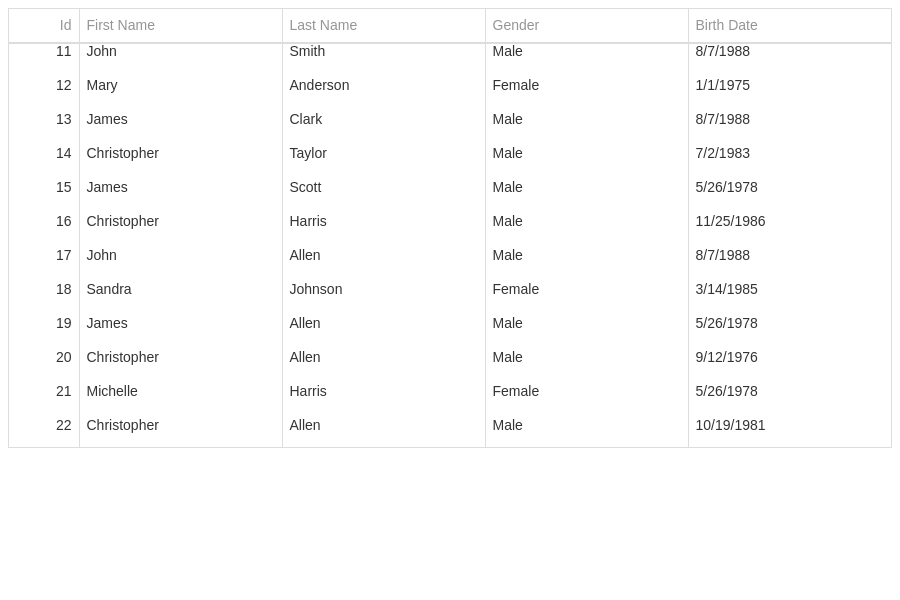 Id First Name Last Name Gender Birth Date
11 John Smith Male 8/7/1988
12 Mary Anderson Female 1/1/1975
13 James Clark Male 8/7/1988
14 Christopher Taylor Male 7/2/1983
15 James Scott Male 5/26/1978
16 Christopher Harris Male 11/25/1986
17 John Allen Male 8/7/1988
18 Sandra Johnson Female 3/14/1985
19 James Allen Male 5/26/1978
20 Christopher Allen Male 9/12/1976
21 Michelle Harris Female 5/26/1978
22 Christopher Allen Male 10/19/1981